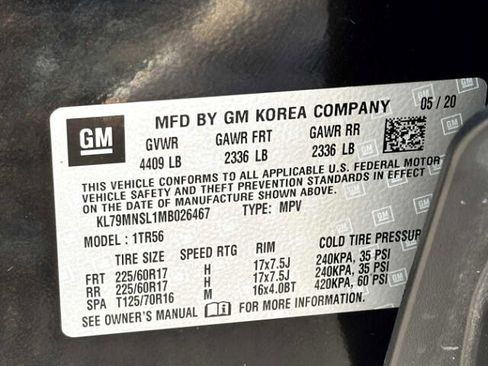 GM
MFD BY GM KOREA COMPANY 05 / 20
GVWR GAWR FRT GAWR RR
4409 LB 2336 LB 2336 LB
THIS VEHICLE CONFORMS TO ALL APPLICABLE U.S. FEDERAL MOTOR
VEHICLE SAFETY AND THEFT PREVENTION STANDARDS IN EFFECT
ON THE DATE OF MANUFACTURE SHOWN ABOVE.
KL79MNSL1MB026467 TYPE: MPV
MODEL : 1TR56
TIRE SIZE SPEED RTG RIM COLD TIRE PRESSUR
FRT 225/60R17 H 17x7.5J 240KPA, 35 PSI
RR 225/60R17 H 17x7.5J 240KPA, 35 PSI
SPA T125/70R16 M 16x4.0BT 420KPA, 60 PSI
SEE OWNER'S MANUAL FOR MORE INFORMATION.